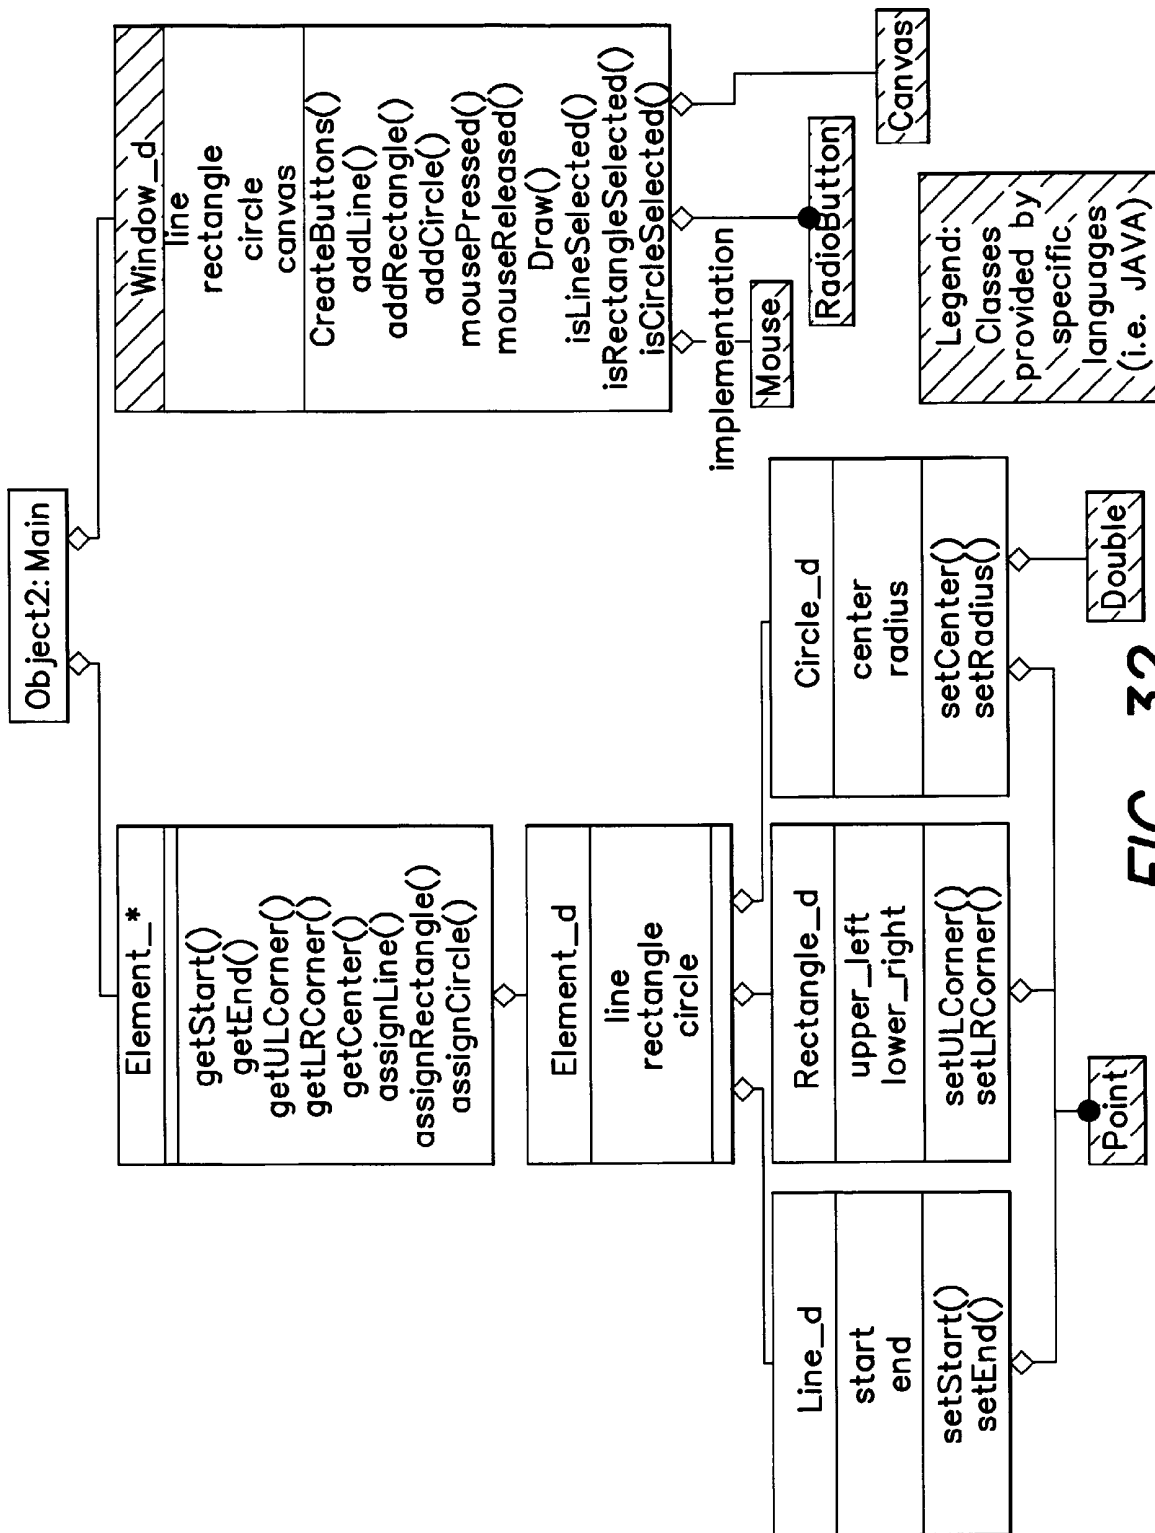 Object2: Main
Element_*
getStart()
getEnd()
getULCorner()
getLRCorner()
getCenter()
assignLine()
assignRectangle()
assignCircle()
Element_d
line
rectangle
circle
Line_d
start
end
setStart()
setEnd()
Rectangle_d
upper_left
lower_right
setULCorner()
setLRCorner()
Circle_d
center
radius
setCenter()
setRadius()
Point
Double
Window_d
line
rectangle
circle
canvas
CreateButtons()
addLine()
addRectangle()
addCircle()
mousePressed()
mouseReleased()
Draw()
isLineSelected()
isRectangleSelected()
isCircleSelected()
implementation
Mouse
RadioButton
Canvas
Legend:
Classes
provided by
specific
languages
(i.e. JAVA)
FIG. 32